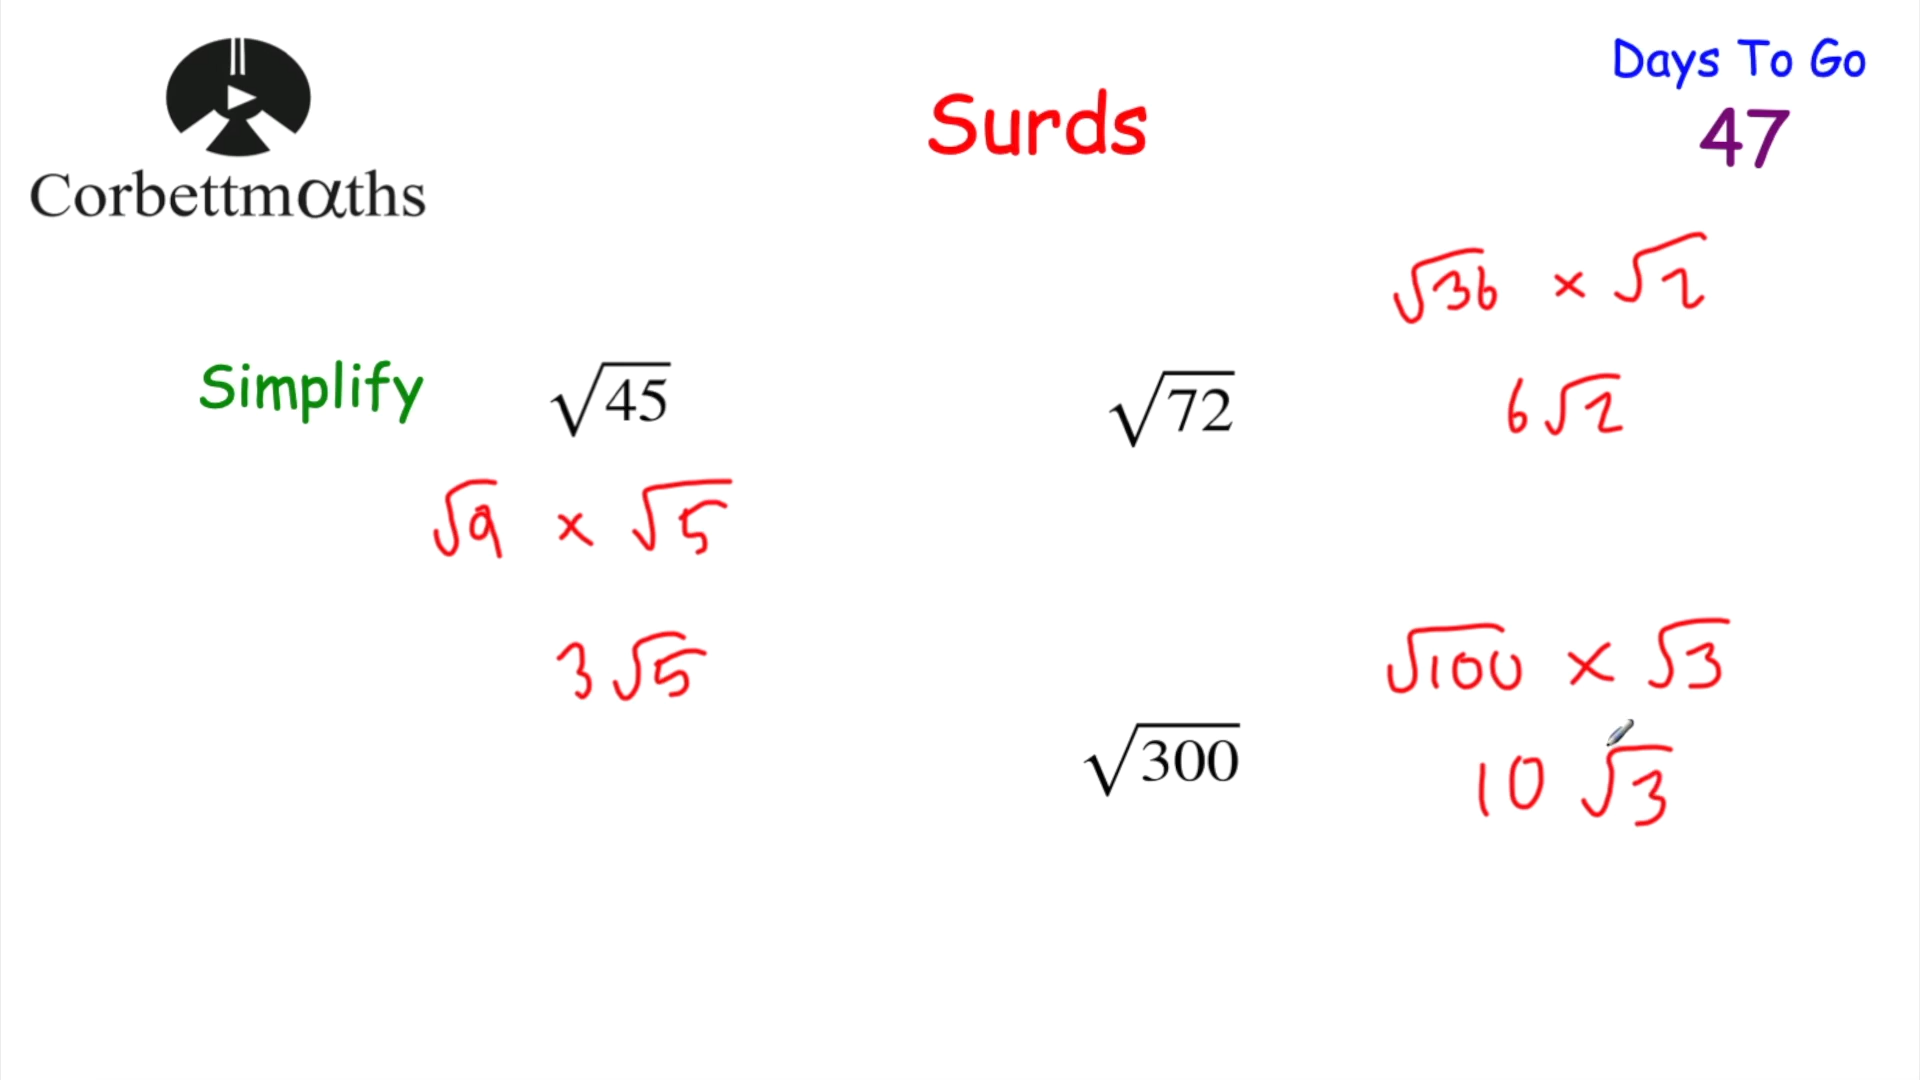 Corbettmαths
Surds
Days To Go
47
Simplify
√45
√9 × √5
3√5
√72
√36 × √2
6√2
√300
√100 × √3
10√3